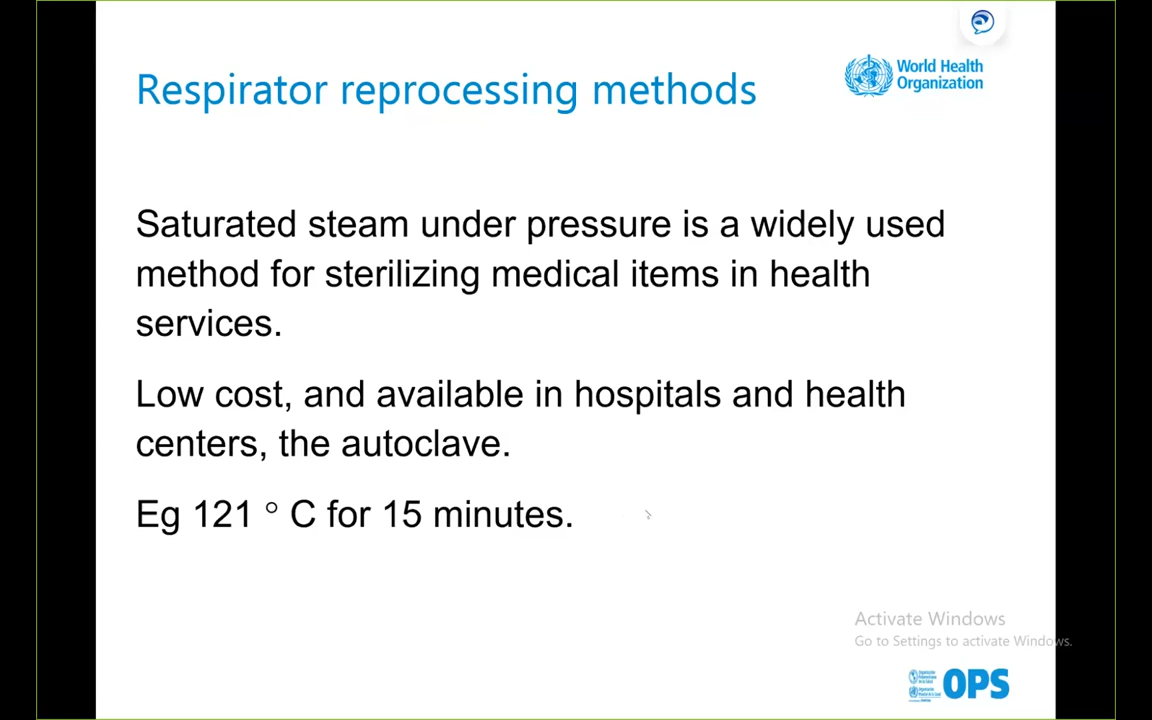 Respirator reprocessing methods
World Health
Organization
Saturated steam under pressure is a widely used
method for sterilizing medical items in health
services.
Low cost, and available in hospitals and health
centers, the autoclave.
Eg 121 ° C for 15 minutes.
Activate Windows
Go to Settings to activate Windows.
OPS